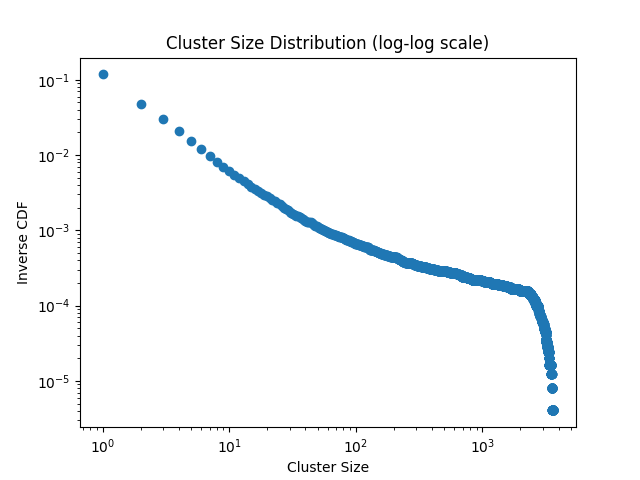 Cluster Size Distribution (log-log scale)
Inverse CDF
10⁻¹
10⁻²
10⁻³
10⁻⁴
10⁻⁵
10⁰ 10¹ 10² 10³
Cluster Size